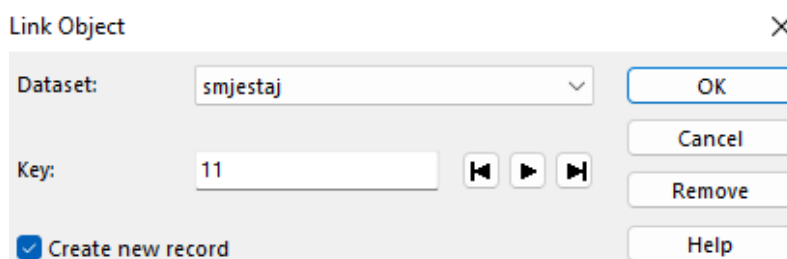 Link Object
Dataset: smjestaj OK
Cancel
Key: 11
Remove
Create new record Help